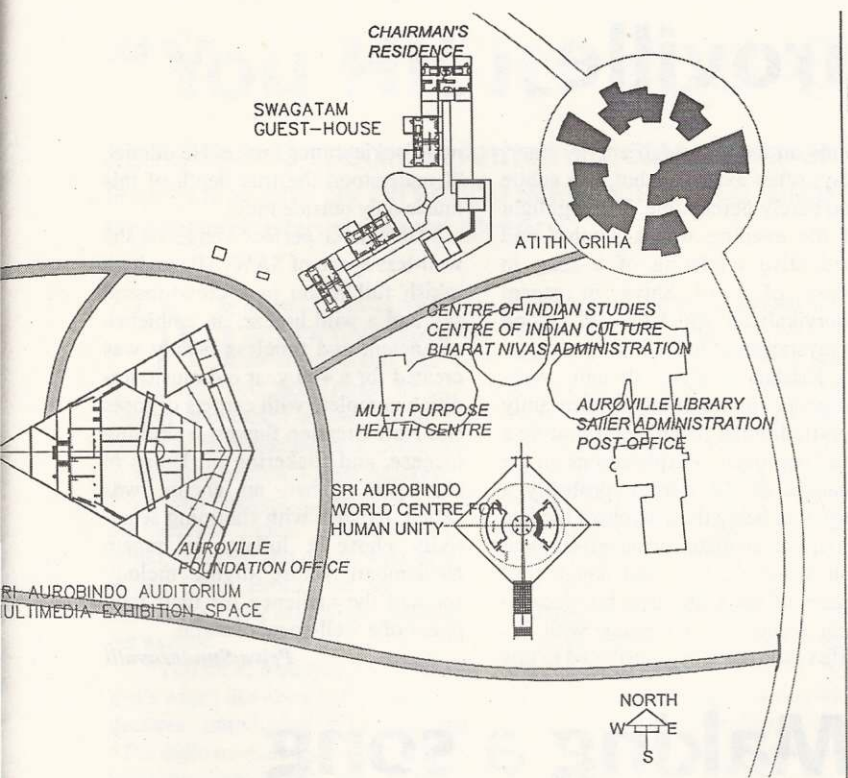 CHAIRMAN'S
RESIDENCE
SWAGATAM
GUEST-HOUSE
ATITHI GRIHA
CENTRE OF INDIAN STUDIES
CENTRE OF INDIAN CULTURE
BHARAT NIVAS ADMINISTRATION
MULTI PURPOSE
HEALTH CENTRE
AUROVILLE LIBRARY
SAIIER ADMINISTRATION
POST OFFICE
SRI AUROBINDO
WORLD CENTRE FOR
HUMAN UNITY
AUROVILLE
FOUNDATION OFFICE
RI AUROBINDO AUDITORIUM
ULTIMEDIA EXHIBITION SPACE
NORTH
W E
S